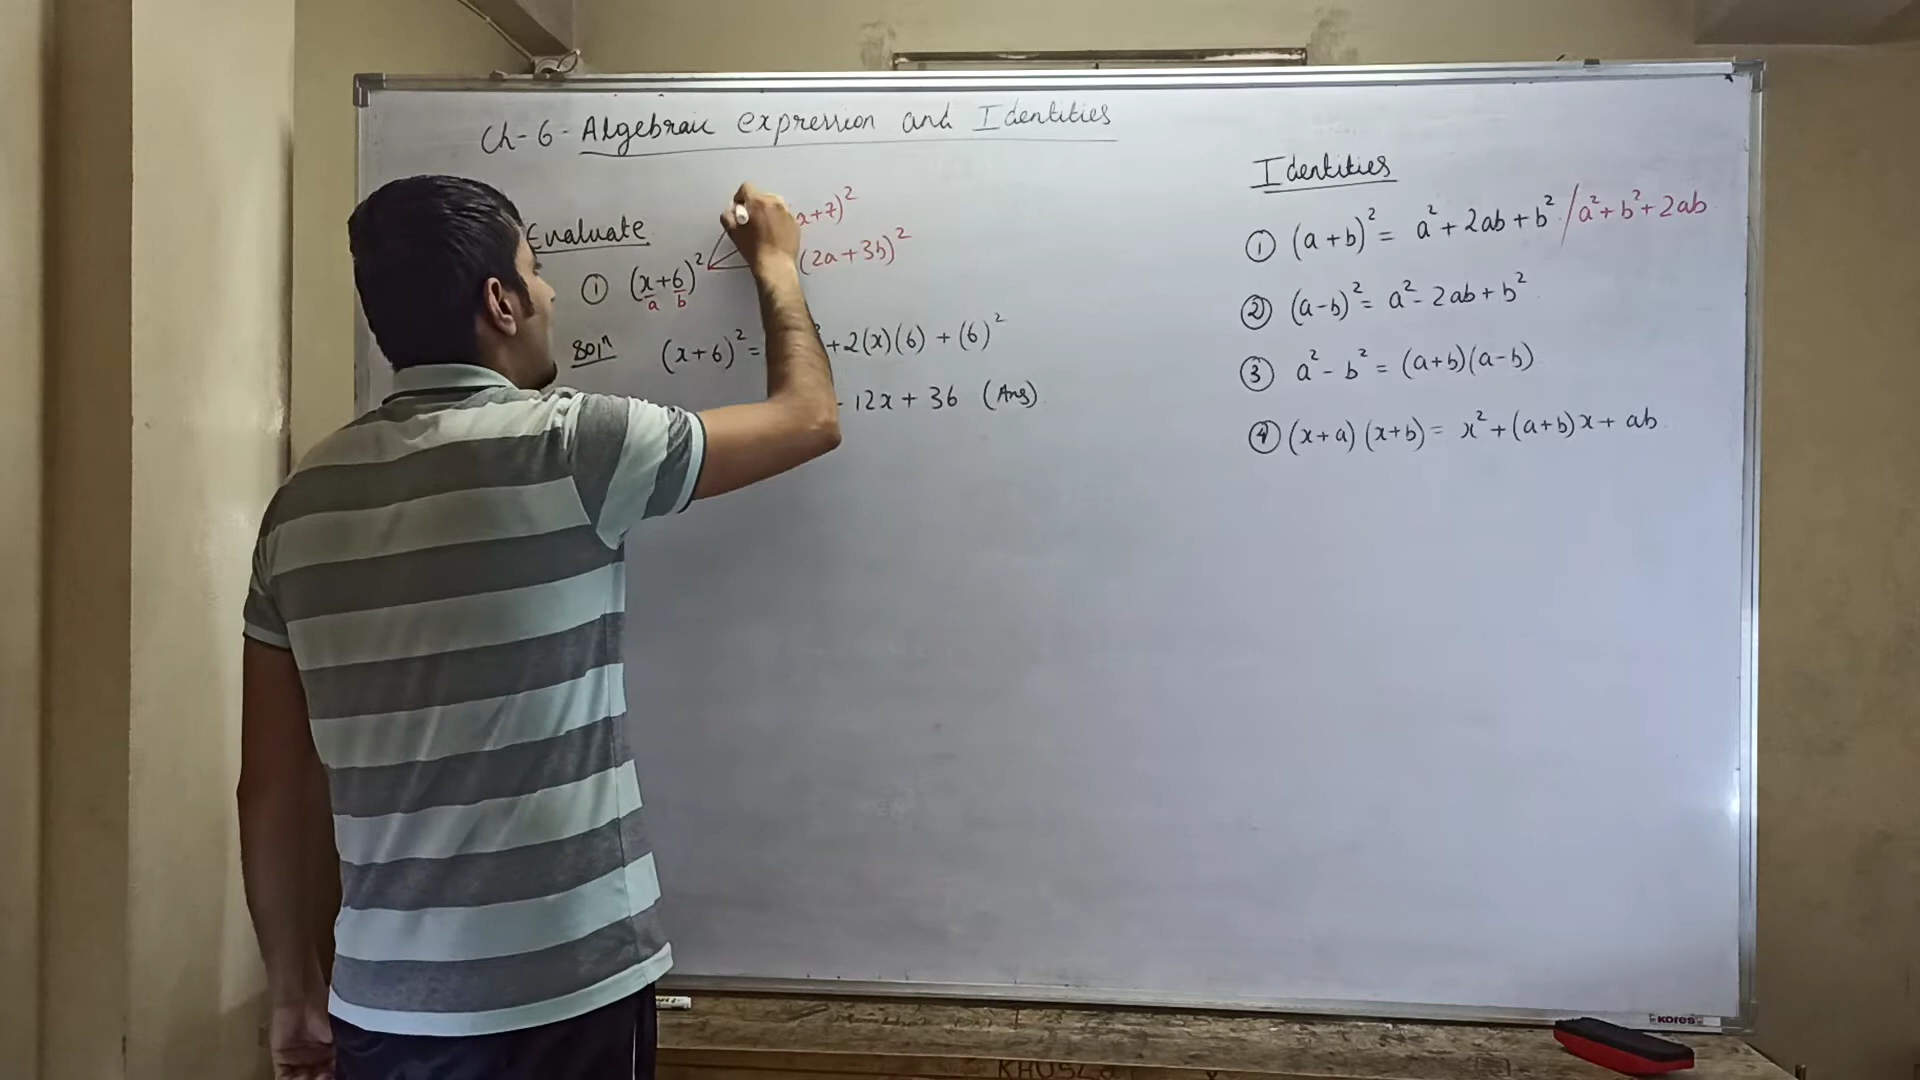 Ch-6- Algebraic expression and Identities
Evaluate
x+7)²
(2a+3b)²
① (x+6)²
a b
Solⁿ (x+6)² = ² +2(x)(6) + (6)²
12x + 36 (Ans)
Identities
① (a+b)² = a² + 2ab + b² / a² + b² + 2ab
② (a-b)² = a² - 2ab + b²
③ a² - b² = (a+b)(a-b)
④ (x+a)(x+b) = x² + (a+b)x + ab
KORES